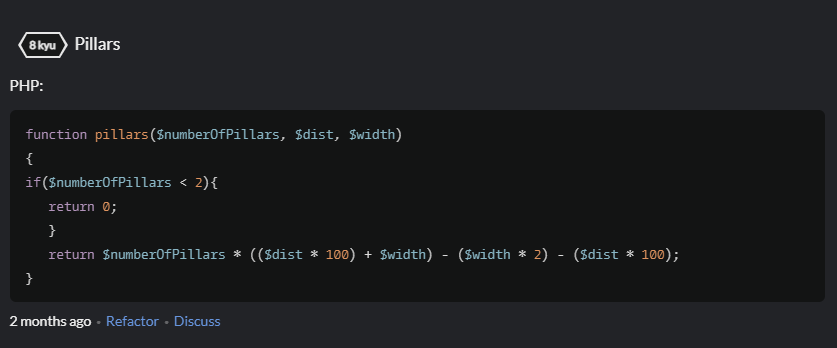 8 kyu Pillars
PHP:
function pillars($numberOfPillars, $dist, $width)
{
if($numberOfPillars < 2){
return 0;
}
return $numberOfPillars * (($dist * 100) + $width) - ($width * 2) - ($dist * 100);
}
2 months ago • Refactor • Discuss